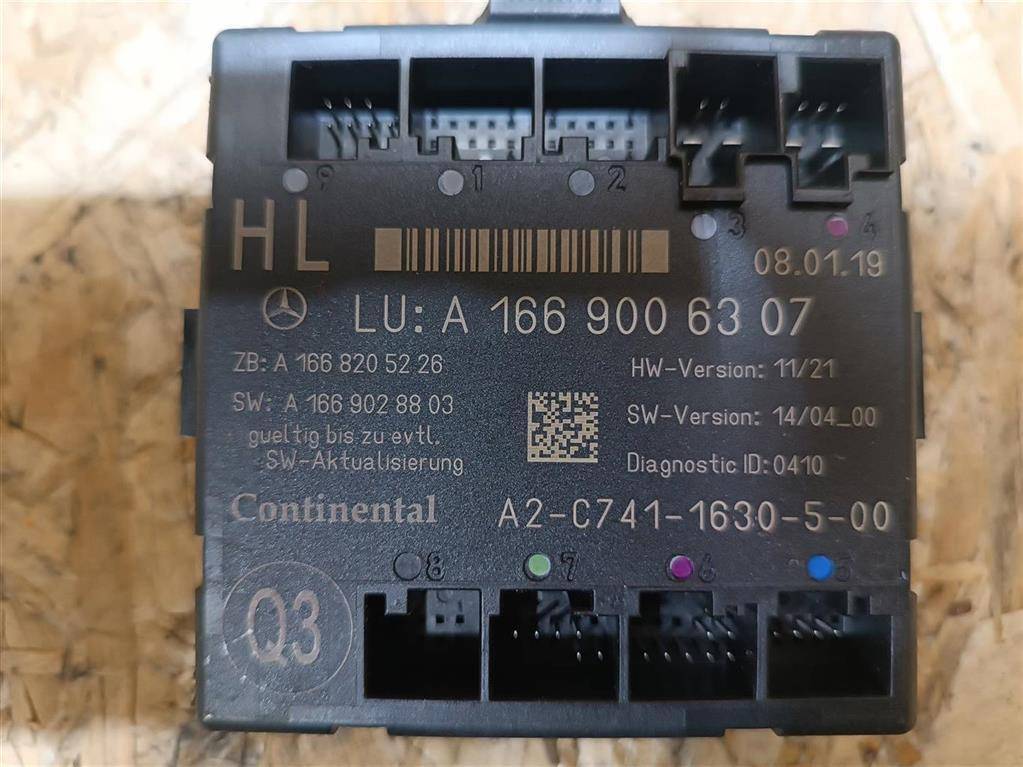 9 1 2
3 4
HL
08.01.19
LU: A 166 900 63 07
ZB: A 166 820 52 26
HW-Version: 11/21
SW: A 166 902 88 03
SW-Version: 14/04_00
gueltig bis zu evtl.
SW-Aktualisierung
Diagnostic ID: 0410
Continental
A2-C741-1630-5-00
8 7 6 5
Q3